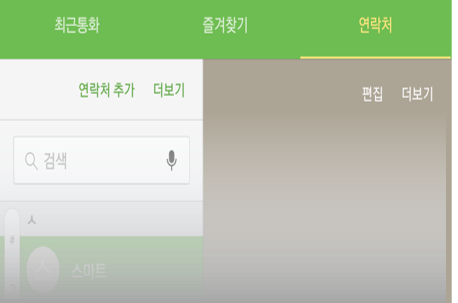 최근통화 즐겨찾기 연락처
연락처 추가 더보기
편집 더보기
검색
ㅅ
스마트